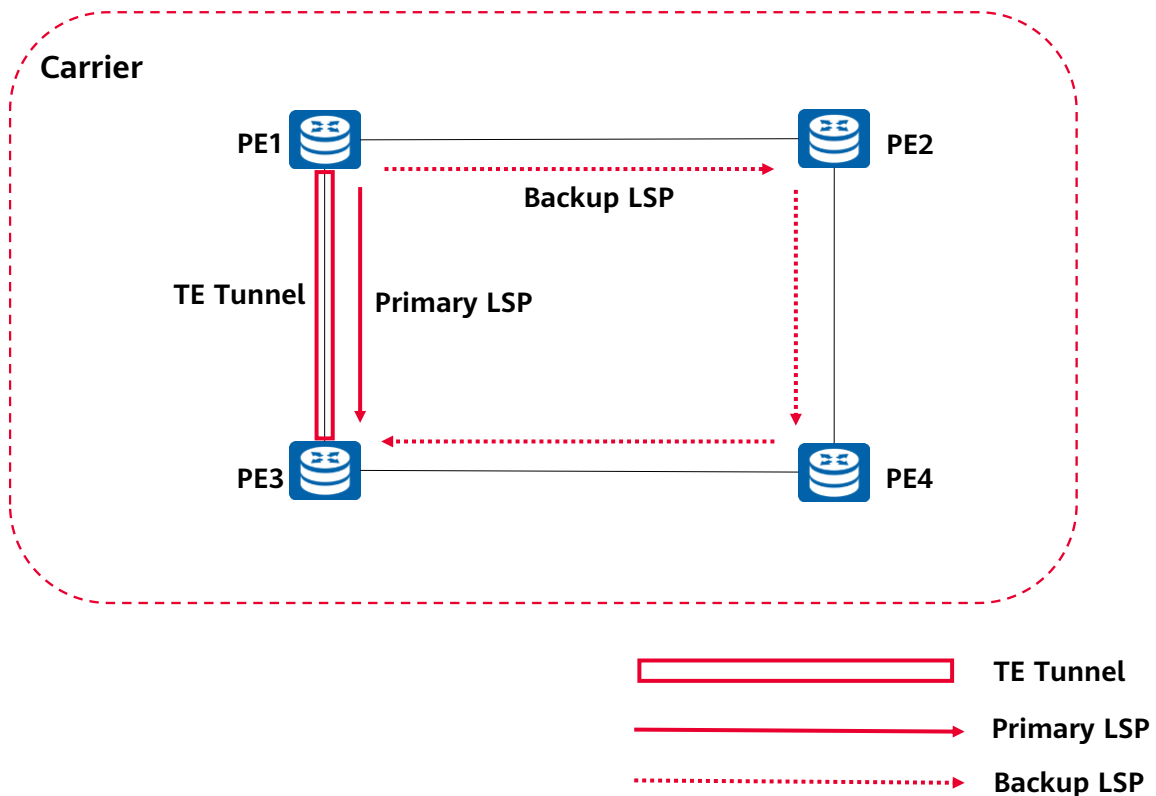 Carrier
PE1
PE2
Backup LSP
TE Tunnel
Primary LSP
PE3
PE4
TE Tunnel
Primary LSP
Backup LSP